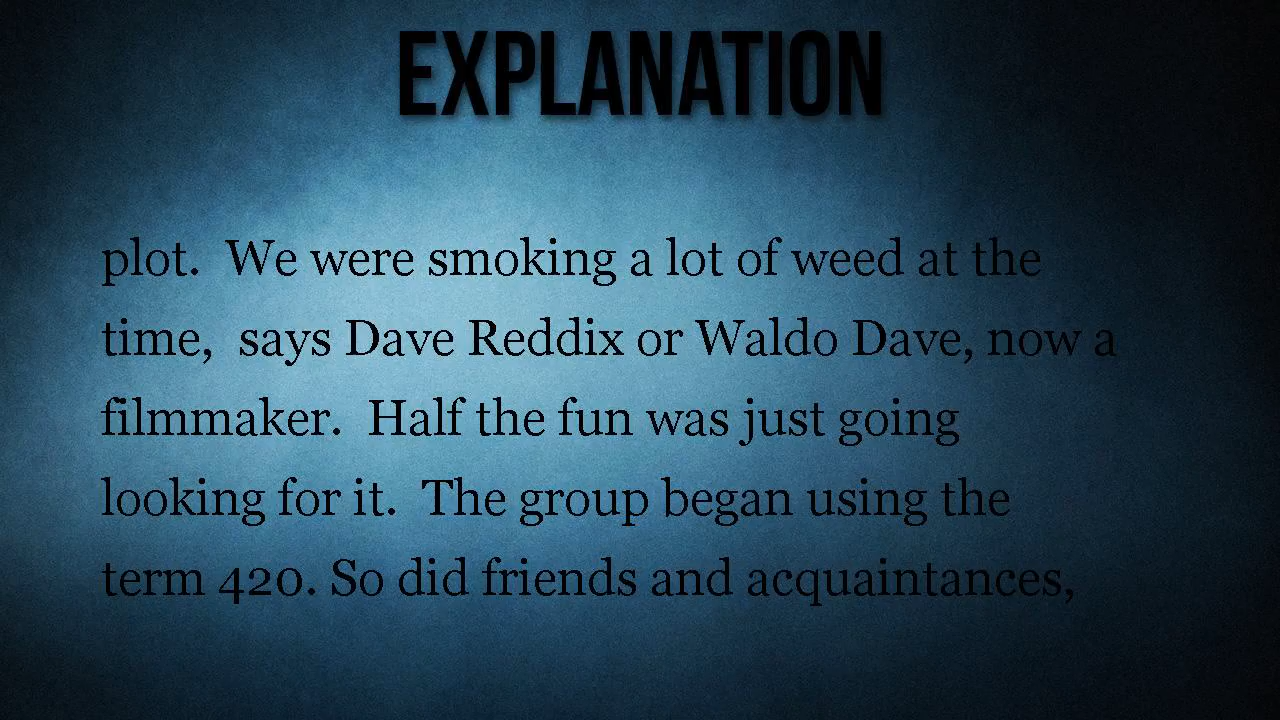 EXPLANATION
plot.  We were smoking a lot of weed at the
time,  says Dave Reddix or Waldo Dave, now a
filmmaker.  Half the fun was just going
looking for it.  The group began using the
term 420. So did friends and acquaintances,